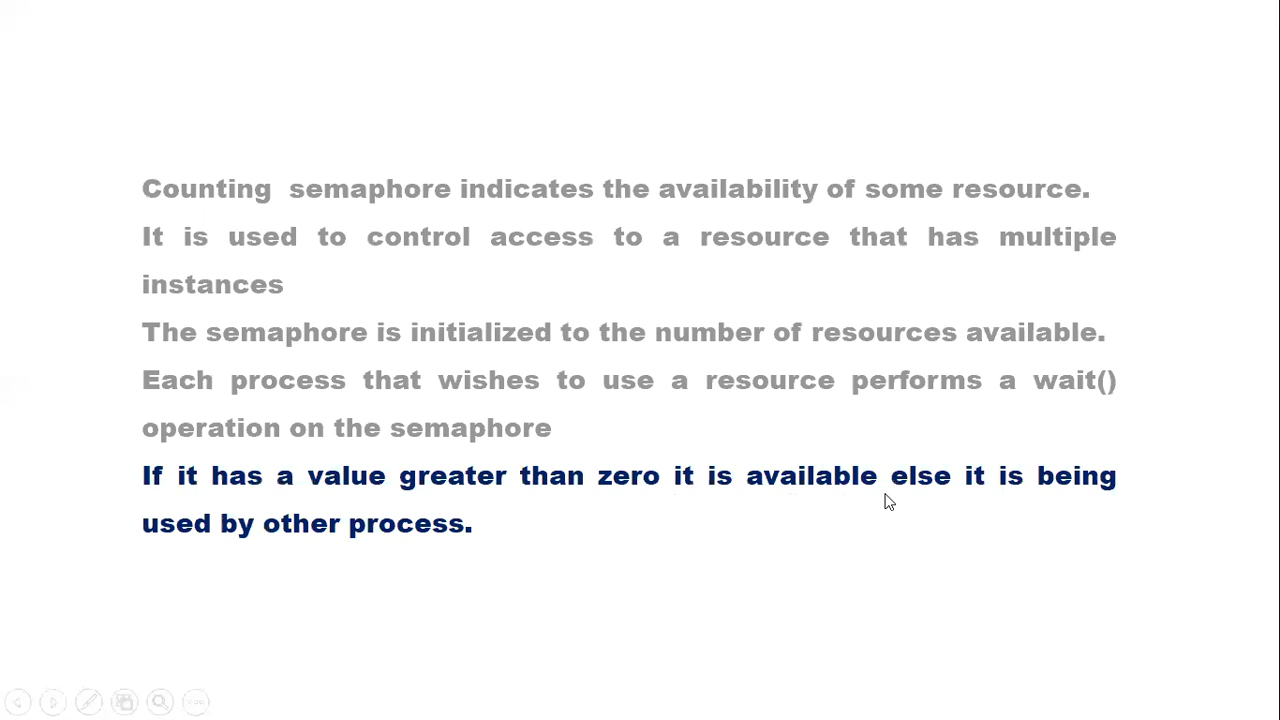 Counting semaphore indicates the availability of some resource.
It is used to control access to a resource that has multiple
instances
The semaphore is initialized to the number of resources available.
Each process that wishes to use a resource performs a wait()
operation on the semaphore
If it has a value greater than zero it is available else it is being
used by other process.